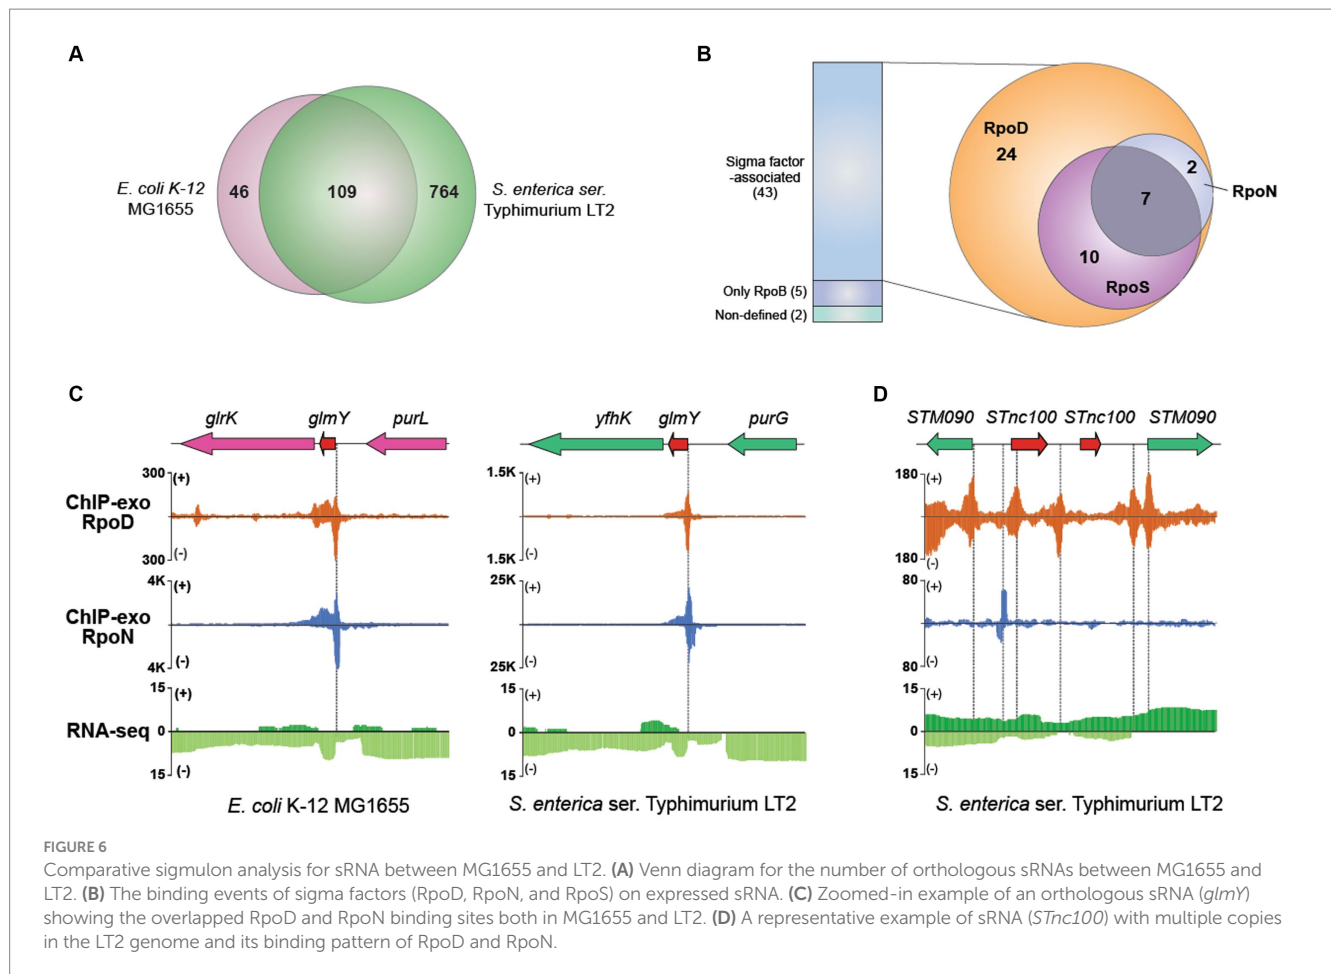 A
E. coli K-12
MG1655
46
109
764
S. enterica ser.
Typhimurium LT2
B
Sigma factor
-associated
(43)
Only RpoB (5)
Non-defined (2)
RpoD
24
2
RpoN
7
10
RpoS
C
glrK
glmY
purL
ChIP-exo
RpoD
300
(+)
300
(-)
ChIP-exo
RpoN
4K
(+)
4K
(-)
RNA-seq
15
(+)
0
15
(-)
E. coli K-12 MG1655
yfhK
glmY
purG
1.5K
(+)
1.5K
(-)
25K
(+)
25K
(-)
15
(+)
0
15
(-)
S. enterica ser. Typhimurium LT2
D
STM090
STnc100
STnc100
STM090
180
(+)
180
(-)
80
(+)
80
(-)
15
(+)
0
15
(-)
S. enterica ser. Typhimurium LT2
FIGURE 6
Comparative sigmulon analysis for sRNA between MG1655 and LT2. (A) Venn diagram for the number of orthologous sRNAs between MG1655 and
LT2. (B) The binding events of sigma factors (RpoD, RpoN, and RpoS) on expressed sRNA. (C) Zoomed-in example of an orthologous sRNA (glmY)
showing the overlapped RpoD and RpoN binding sites both in MG1655 and LT2. (D) A representative example of sRNA (STnc100) with multiple copies
in the LT2 genome and its binding pattern of RpoD and RpoN.